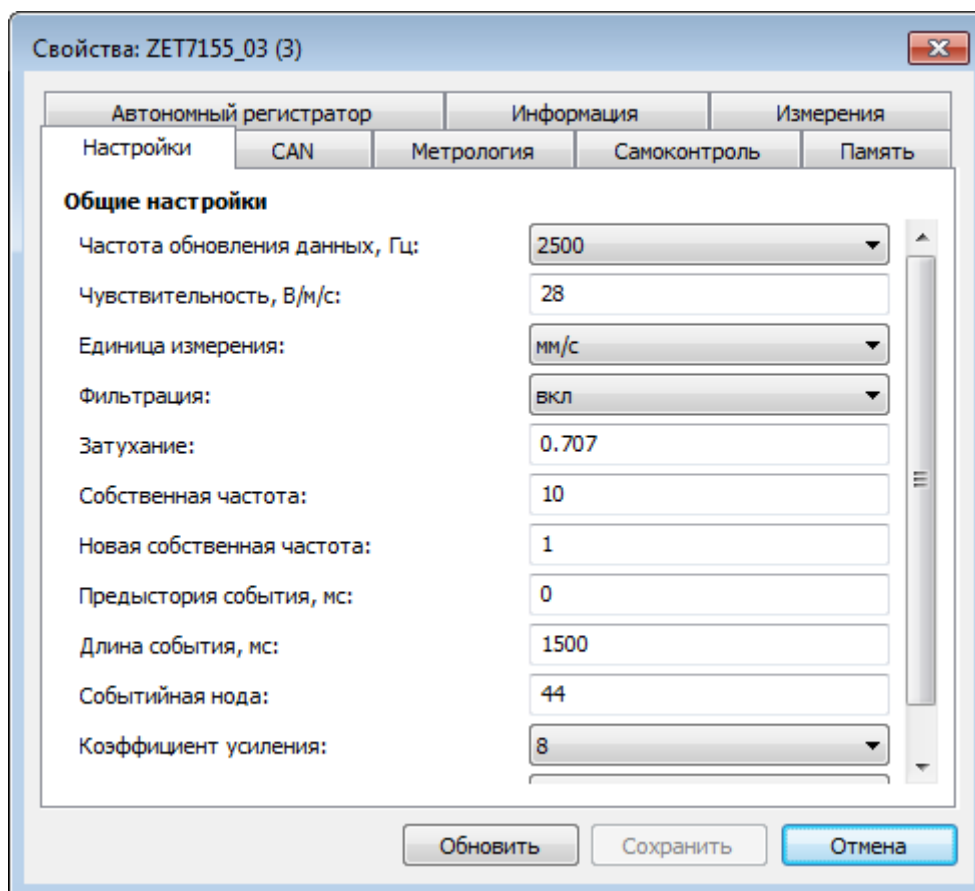 Свойства: ZET7155_03 (3)
Автономный регистратор Информация Измерения
Настройки CAN Метрология Самоконтроль Память
Общие настройки
Частота обновления данных, Гц: 2500
Чувствительность, В/м/с: 28
Единица измерения: мм/с
Фильтрация: вкл
Затухание: 0.707
Собственная частота: 10
Новая собственная частота: 1
Предыстория события, мс: 0
Длина события, мс: 1500
Событийная нода: 44
Коэффициент усиления: 8
Обновить Сохранить Отмена